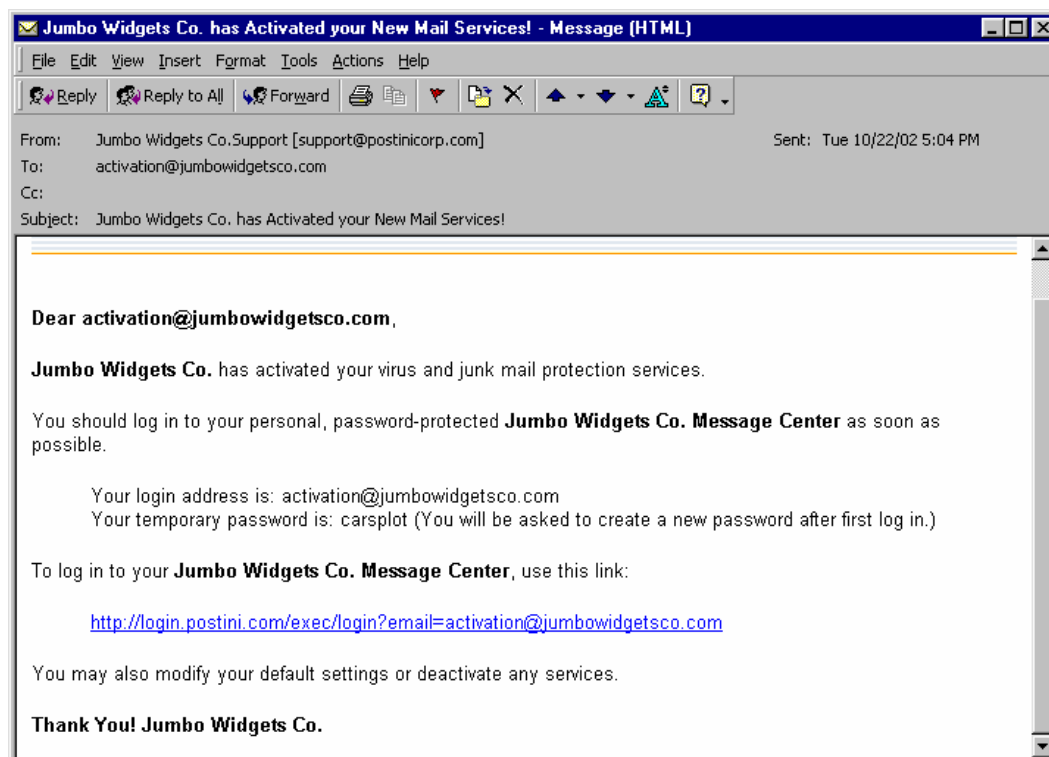 Jumbo Widgets Co. has Activated your New Mail Services! - Message (HTML)
File Edit View Insert Format Tools Actions Help
Reply Reply to All Forward
From: Jumbo Widgets Co.Support [support@postinicorp.com] Sent: Tue 10/22/02 5:04 PM
To: activation@jumbowidgetsco.com
Cc:
Subject: Jumbo Widgets Co. has Activated your New Mail Services!
Dear activation@jumbowidgetsco.com,
Jumbo Widgets Co. has activated your virus and junk mail protection services.
You should log in to your personal, password-protected Jumbo Widgets Co. Message Center as soon as
possible.
Your login address is: activation@jumbowidgetsco.com
Your temporary password is: carsplot (You will be asked to create a new password after first log in.)
To log in to your Jumbo Widgets Co. Message Center, use this link:
http://login.postini.com/exec/login?email=activation@jumbowidgetsco.com
You may also modify your default settings or deactivate any services.
Thank You! Jumbo Widgets Co.